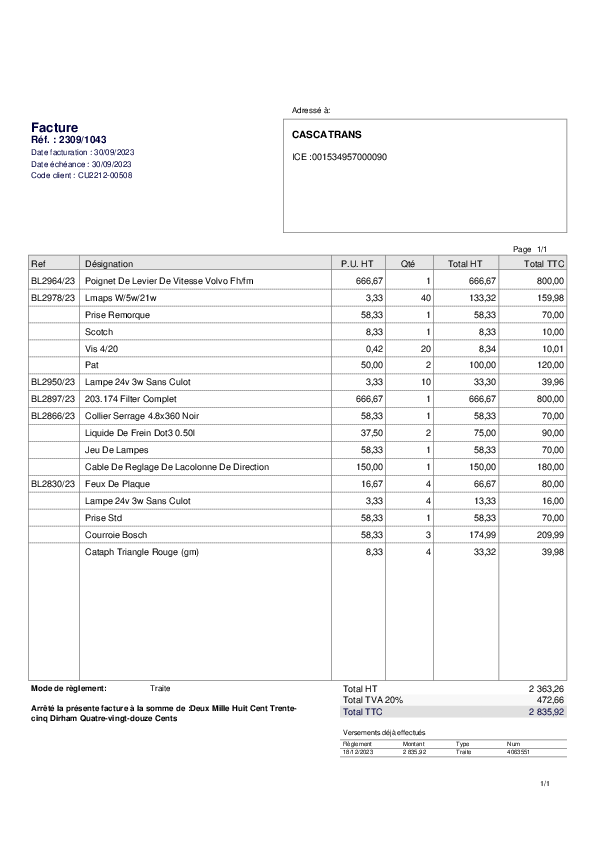 Adressé à:
Facture
Réf. : 2309/1043
Date facturation : 30/09/2023
Date échéance : 30/09/2023
Code client : CU2212-00508
CASCATRANS
ICE :001534957000090
Page 1/1
Ref Désignation P.U. HT Qté Total HT Total TTC
BL2964/23 Poignet De Levier De Vitesse Volvo Fh/fm 666,67 1 666,67 800,00
BL2978/23 Lmaps W/5w/21w 3,33 40 133,32 159,98
Prise Remorque 58,33 1 58,33 70,00
Scotch 8,33 1 8,33 10,00
Vis 4/20 0,42 20 8,34 10,01
Pat 50,00 2 100,00 120,00
BL2950/23 Lampe 24v 3w Sans Culot 3,33 10 33,30 39,96
BL2897/23 203.174 Filter Complet 666,67 1 666,67 800,00
BL2866/23 Collier Serrage 4.8x360 Noir 58,33 1 58,33 70,00
Liquide De Frein Dot3 0.50l 37,50 2 75,00 90,00
Jeu De Lampes 58,33 1 58,33 70,00
Cable De Reglage De Lacolonne De Direction 150,00 1 150,00 180,00
BL2830/23 Feux De Plaque 16,67 4 66,67 80,00
Lampe 24v 3w Sans Culot 3,33 4 13,33 16,00
Prise Std 58,33 1 58,33 70,00
Courroie Bosch 58,33 3 174,99 209,99
Cataph Triangle Rouge (gm) 8,33 4 33,32 39,98
Mode de règlement: Traite
Arrêté la présente facture à la somme de :Deux Mille Huit Cent Trente-
cinq Dirham Quatre-vingt-douze Cents
Total HT 2 363,26
Total TVA 20% 472,66
Total TTC 2 835,92
Versements déjà effectués
Règlement Montant Type Num
18/12/2023 2 835,92 Traite 4063551
1/1